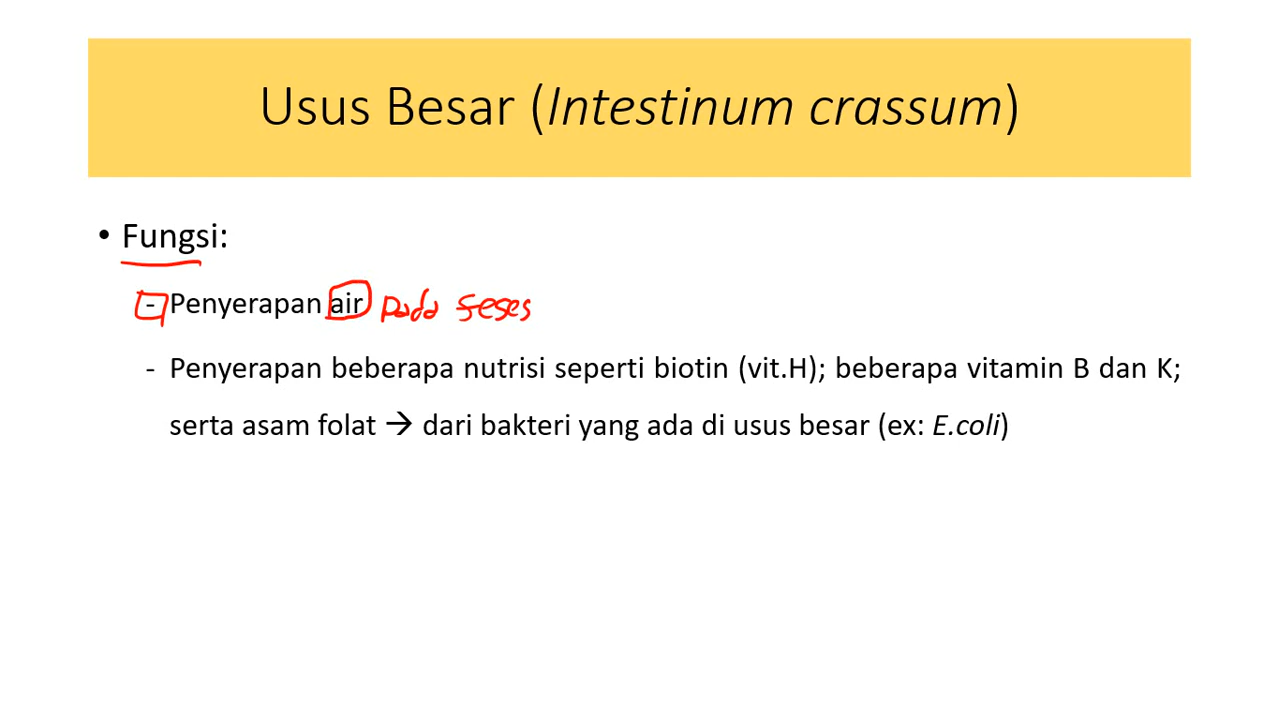 Usus Besar (Intestinum crassum)
• Fungsi:
- Penyerapan air pada feses
- Penyerapan beberapa nutrisi seperti biotin (vit.H); beberapa vitamin B dan K;
serta asam folat → dari bakteri yang ada di usus besar (ex: E.coli)